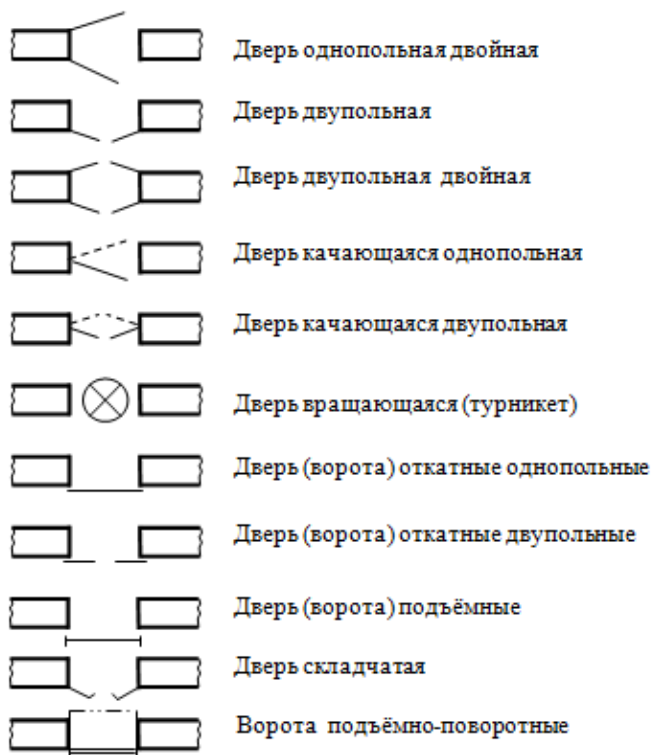 Дверь однопольная двойная
Дверь двупольная
Дверь двупольная двойная
Дверь качающаяся однопольная
Дверь качающаяся двупольная
Дверь вращающаяся (турникет)
Дверь (ворота) откатные однопольные
Дверь (ворота) откатные двупольные
Дверь (ворота) подъёмные
Дверь складчатая
Ворота подъёмно-поворотные